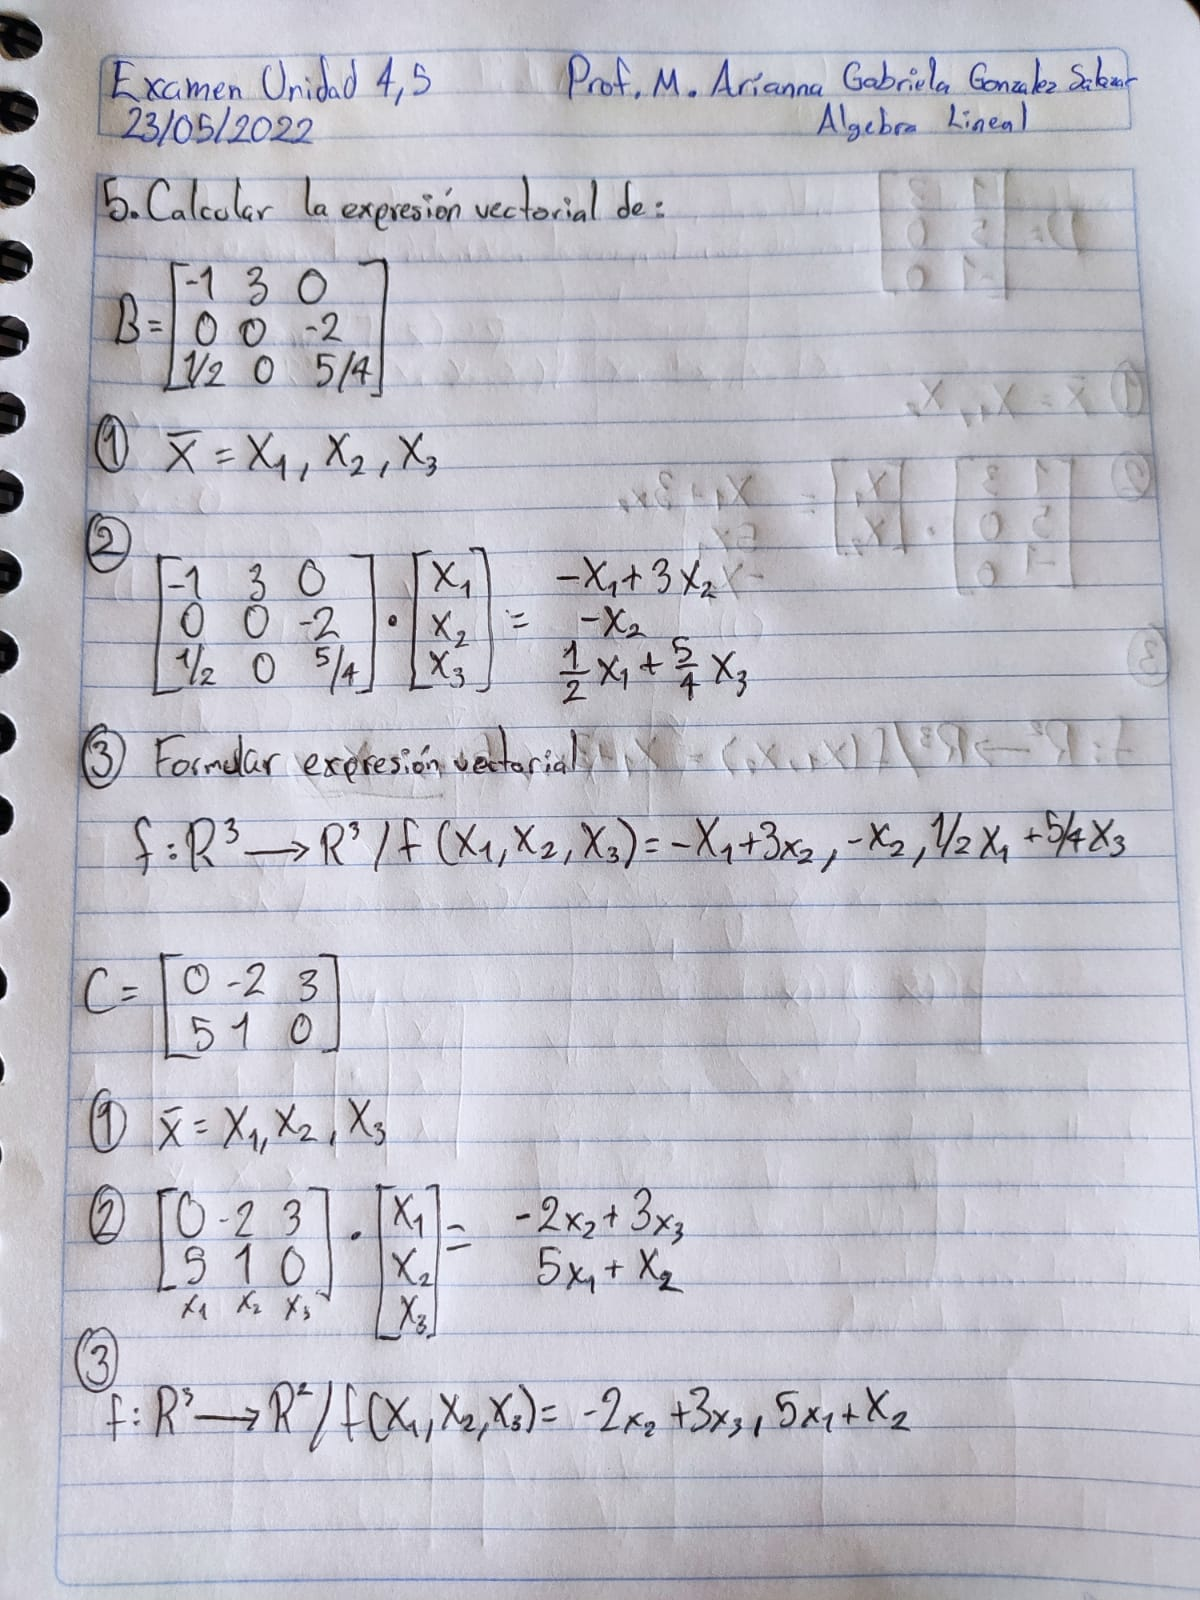 Examen Unidad 4,5 Prof. M. Arianna Gabriela Gonzalez Salazar
23/05/2022 Algebra Lineal
5. Calcular la expresión vectorial de:
B = [-1 3 0
0 0 -2
1/2 0 5/4]
① x̄ = X₁, X₂, X₃
②
[-1 3 0] [X₁] -X₁ + 3X₂
[0 0 -2] • [X₂] = -X₂
[1/2 0 5/4] [X₃] 1/2 X₁ + 5/4 X₃
③ Formular expresión vectorial
f: R³ → R³ / f (X₁, X₂, X₃) = -X₁ + 3x₂, -X₂, 1/2 X₁ + 5/4 X₃
C = [0 -2 3
5 1 0]
① x̄ = X₁, X₂, X₃
② [0 -2 3] • [X₁] = -2x₂ + 3x₃
[5 1 0] [X₂] 5x₁ + X₂
x₁ x₂ x₃ [X₃]
③
f: R³ → R² / f(X₁, X₂, X₃) = -2x₂ + 3x₃, 5x₁ + X₂